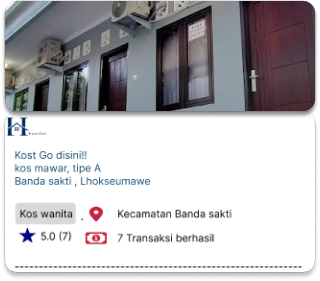 Kost Go disini!!
kos mawar, tipe A
Banda sakti , Lhokseumawe
Kos wanita . Kecamatan Banda sakti
5.0 (7) 7 Transaksi berhasil